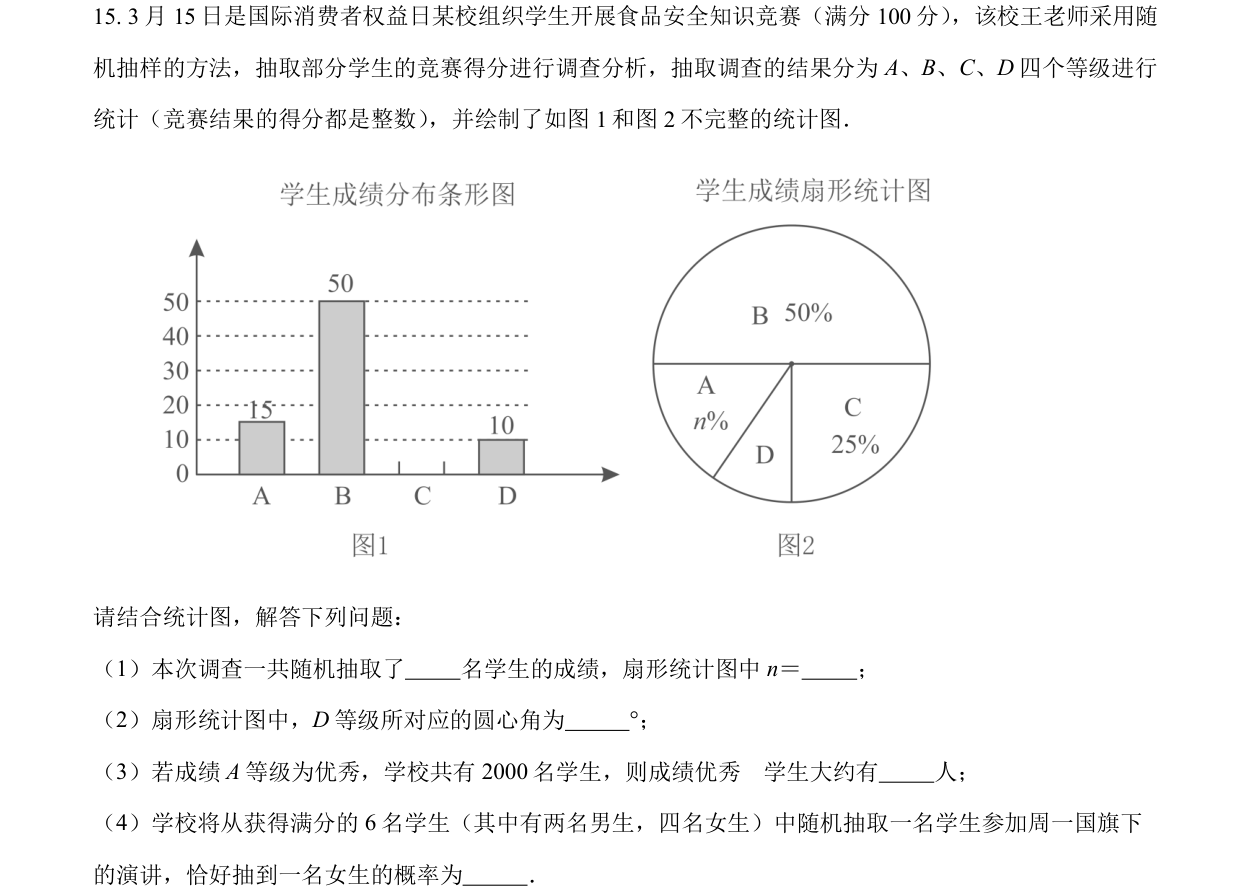 15. 3 月 15 日是国际消费者权益日某校组织学生开展食品安全知识竞赛（满分 100 分），该校王老师采用随
机抽样的方法，抽取部分学生的竞赛得分进行调查分析，抽取调查的结果分为 A、B、C、D 四个等级进行
统计（竞赛结果的得分都是整数），并绘制了如图 1 和图 2 不完整的统计图．
学生成绩分布条形图
50
50
40
30
20
15
10
10
0
A B C D
图1
学生成绩扇形统计图
B 50%
A
n%
C
25%
D
图2
请结合统计图，解答下列问题：
（1）本次调查一共随机抽取了_____名学生的成绩，扇形统计图中 n＝_____；
（2）扇形统计图中，D 等级所对应的圆心角为______°；
（3）若成绩 A 等级为优秀，学校共有 2000 名学生，则成绩优秀 学生大约有_____人；
（4）学校将从获得满分的 6 名学生（其中有两名男生，四名女生）中随机抽取一名学生参加周一国旗下
的演讲，恰好抽到一名女生的概率为______．